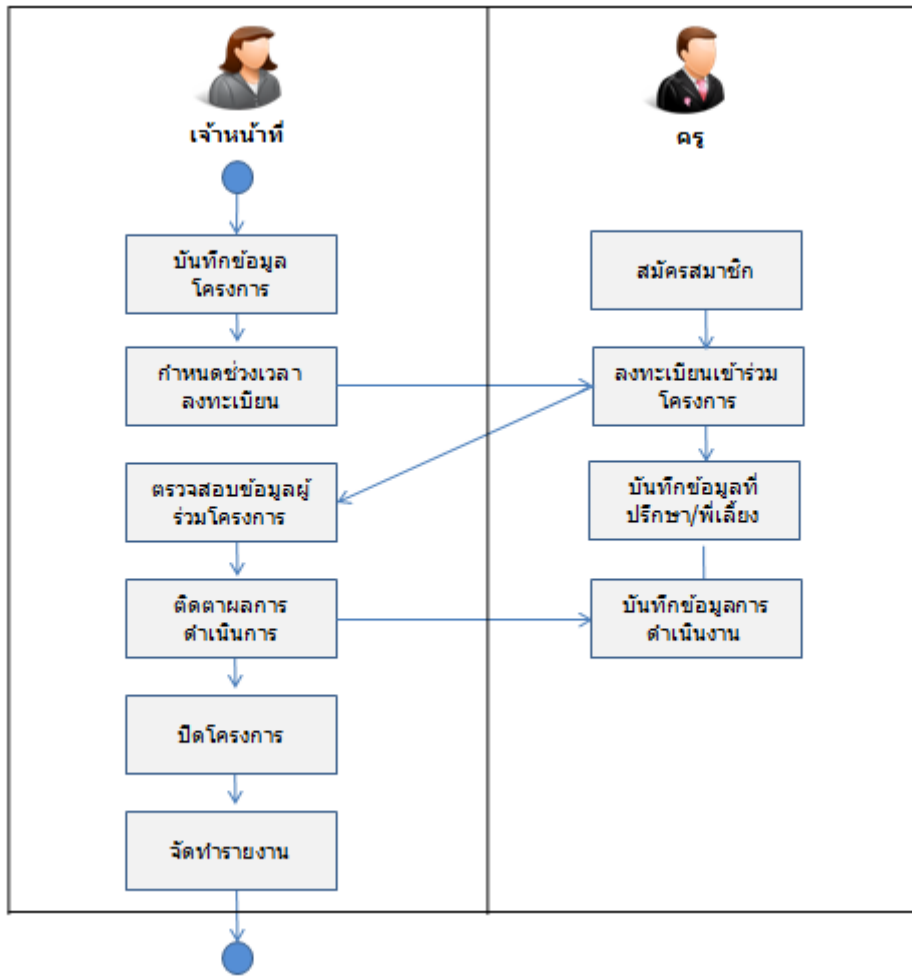 เจ้าหน้าที่
ครู
บันทึกข้อมูล
โครงการ
สมัครสมาชิก
กำหนดช่วงเวลา
ลงทะเบียน
ลงทะเบียนเข้าร่วม
โครงการ
ตรวจสอบข้อมูลผู้
ร่วมโครงการ
บันทึกข้อมูลที่
ปรึกษา/พี่เลี้ยง
ติดตาผลการ
ดำเนินการ
บันทึกข้อมูลการ
ดำเนินงาน
ปิดโครงการ
จัดทำรายงาน